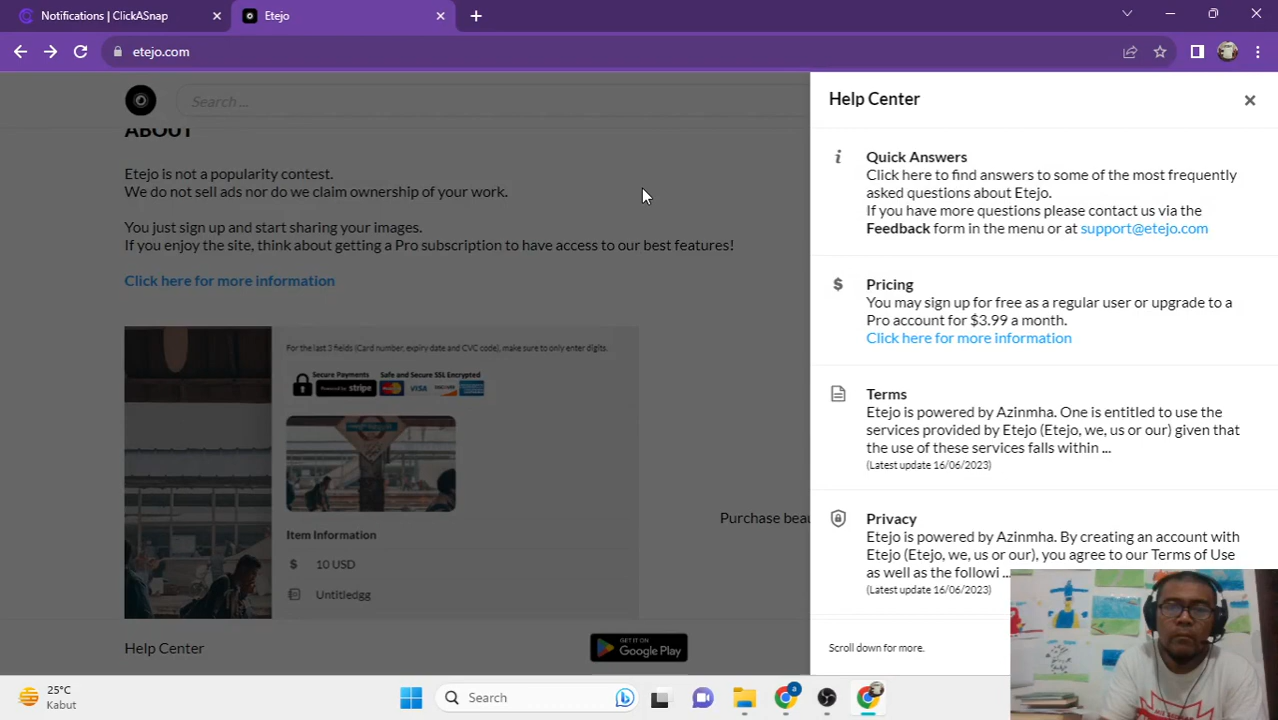 Notifications | ClickASnap
Etejo
etejo.com
Search ...
ABOUT
Etejo is not a popularity contest.
We do not sell ads nor do we claim ownership of your work.
You just sign up and start sharing your images.
If you enjoy the site, think about getting a Pro subscription to have access to our best features!
Click here for more information
For the last 3 fields (Card number, expiry date and CVC code), make sure to only enter digits.
Secure Payments Safe and Secure SSL Encrypted
Powered by stripe
VISA
Item Information
$ 10 USD
Untitledgg
Purchase beau
Help Center
GET IT ON
Google Play
Help Center
Quick Answers
Click here to find answers to some of the most frequently
asked questions about Etejo.
If you have more questions please contact us via the
Feedback form in the menu or at support@etejo.com
$ Pricing
You may sign up for free as a regular user or upgrade to a
Pro account for $3.99 a month.
Click here for more information
Terms
Etejo is powered by Azinmha. One is entitled to use the
services provided by Etejo (Etejo, we, us or our) given that
the use of these services falls within ...
(Latest update 16/06/2023)
Privacy
Etejo is powered by Azinmha. By creating an account with
Etejo (Etejo, we, us or our), you agree to our Terms of Use
as well as the followi ...
(Latest update 16/06/2023)
Scroll down for more.
25°C
Kabut
Search